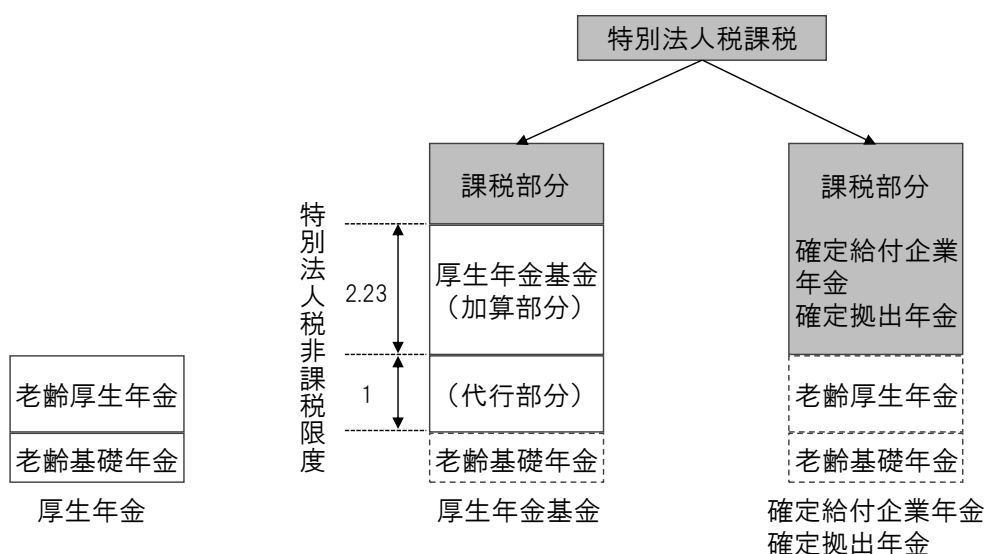 特別法人税課税
課税部分
厚生年金基金
（加算部分）
（代行部分）
老齢基礎年金
厚生年金基金
特別法人税非課税限度
2.23
1
課税部分
確定給付企業
年金
確定拠出年金
老齢厚生年金
老齢基礎年金
確定給付企業年金
確定拠出年金
老齢厚生年金
老齢基礎年金
厚生年金